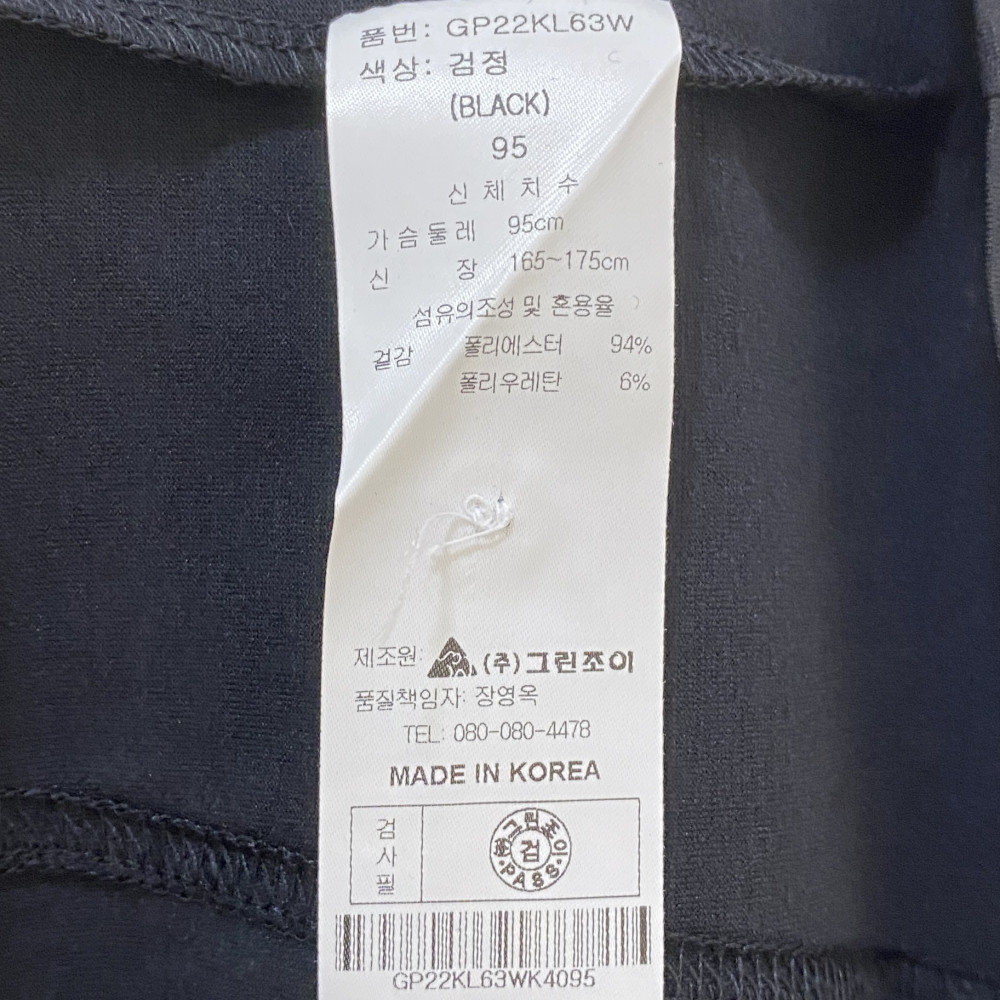 품번: GP22KL63W
색상: 검정
(BLACK)
95
신 체 치 수
가슴둘레 95cm
신 장 165~175cm
섬유의조성 및 혼용율
겉감 폴리에스터 94%
폴리우레탄 6%
제조원: (주)그린조이
품질책임자: 장영옥
TEL: 080-080-4478
MADE IN KOREA
검사필
㈜그린조이
검
PASS
GP22KL63WK4095